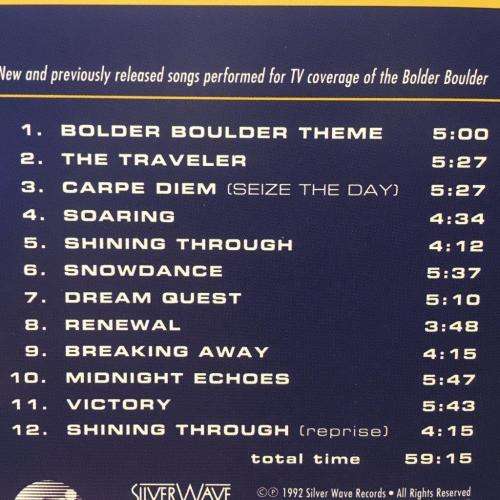 New and previously released songs performed for TV coverage of the Bolder Boulder
1. BOLDER BOULDER THEME 5:00
2. THE TRAVELER 5:27
3. CARPE DIEM (SEIZE THE DAY) 5:27
4. SOARING 4:34
5. SHINING THROUGH 4:12
6. SNOWDANCE 5:37
7. DREAM QUEST 5:10
8. RENEWAL 3:48
9. BREAKING AWAY 4:15
10. MIDNIGHT ECHOES 5:47
11. VICTORY 5:43
12. SHINING THROUGH (reprise) 4:15
total time 59:15
SILVER WAVE ©℗ 1992 Silver Wave Records • All Rights Reserved